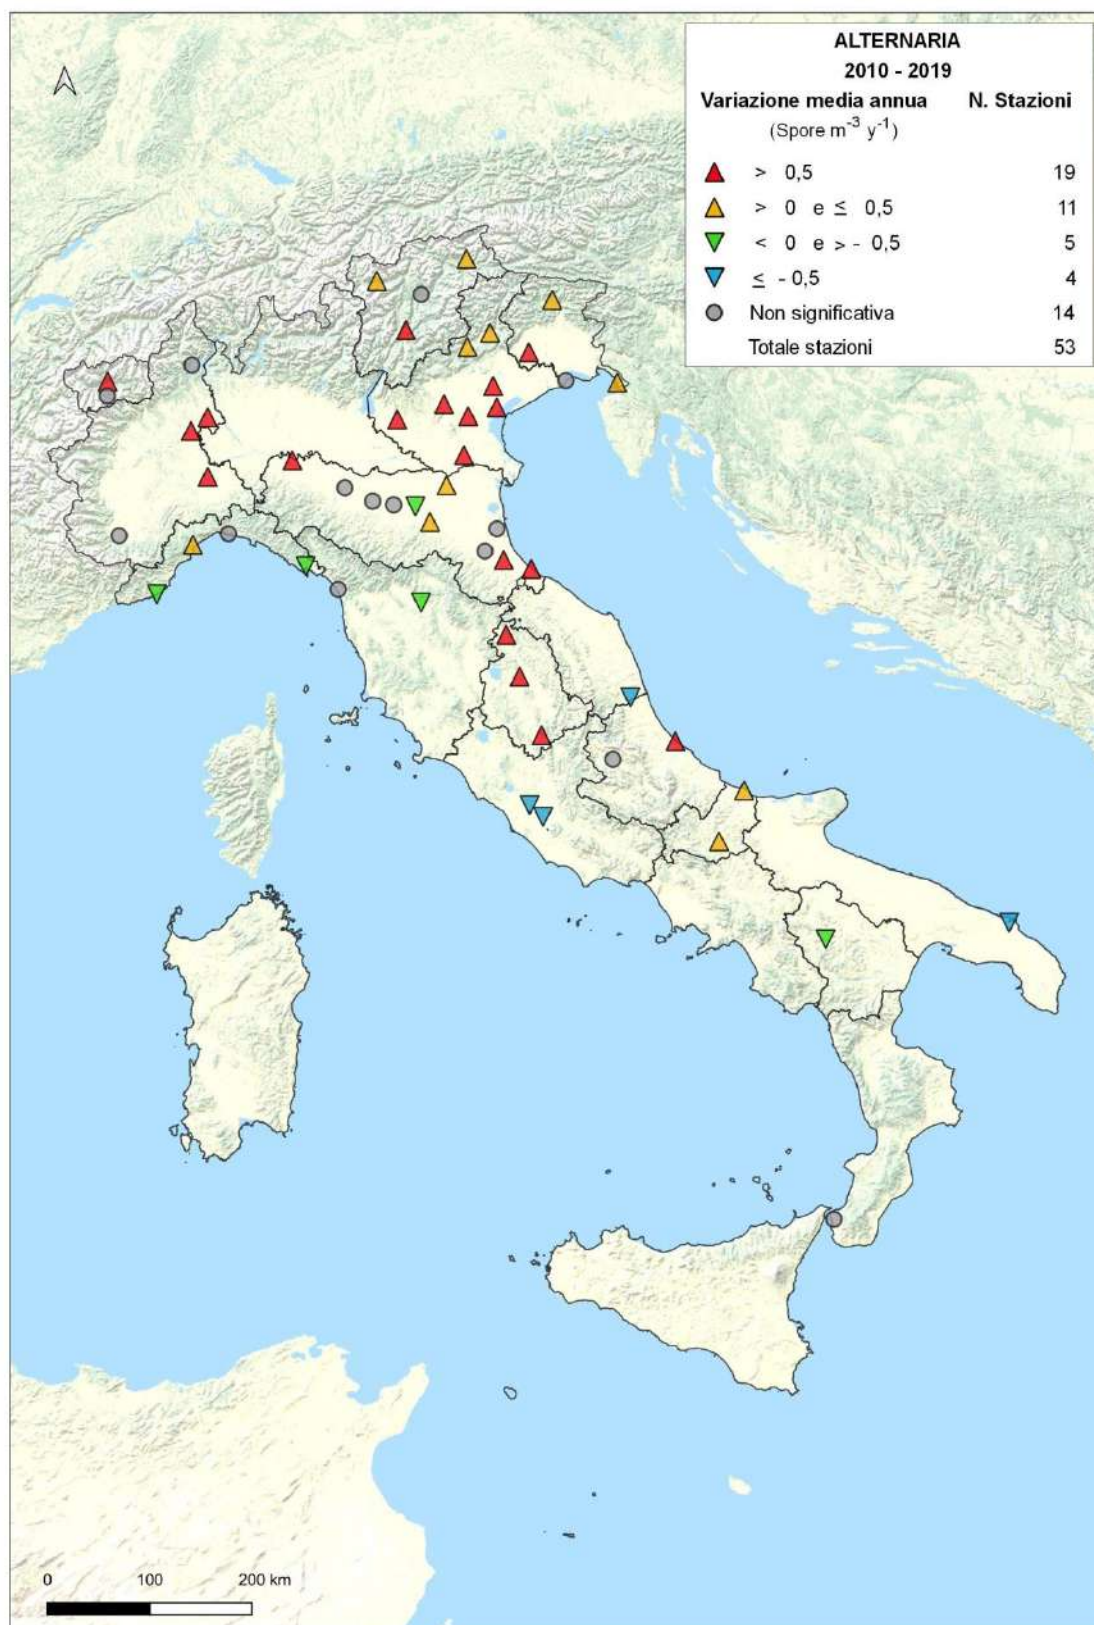 ALTERNARIA
2010 - 2019
Variazione media annua N. Stazioni
(Spore m⁻³ y⁻¹)
> 0,5 19
> 0 e ≤ 0,5 11
< 0 e > - 0,5 5
≤ - 0,5 4
Non significativa 14
Totale stazioni 53
0 100 200 km